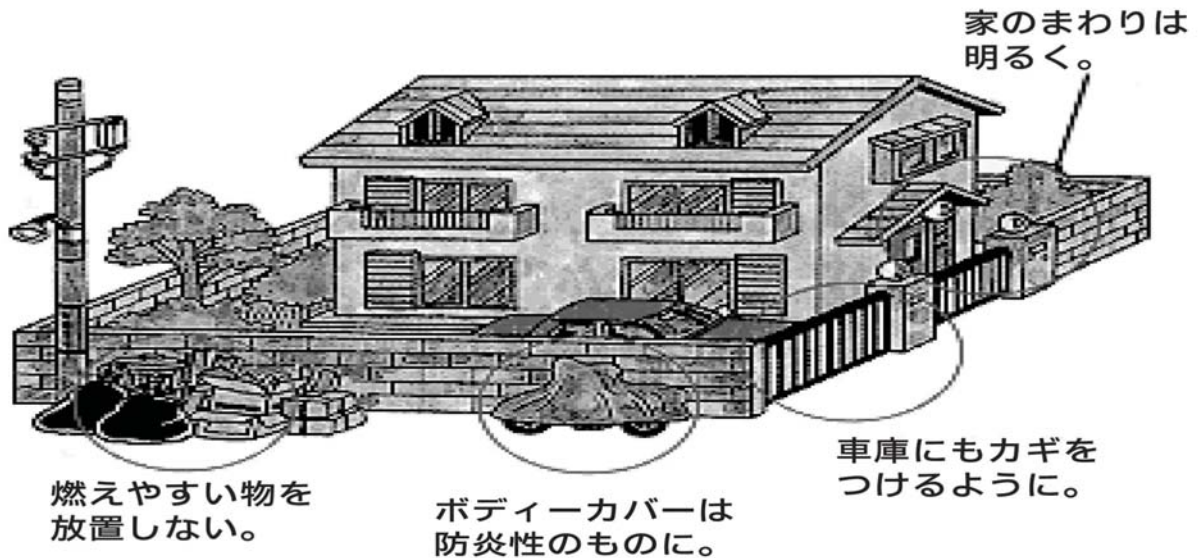 家のまわりは
明るく。
車庫にもカギを
つけるように。
燃えやすい物を
放置しない。
ボディーカバーは
防炎性のものに。